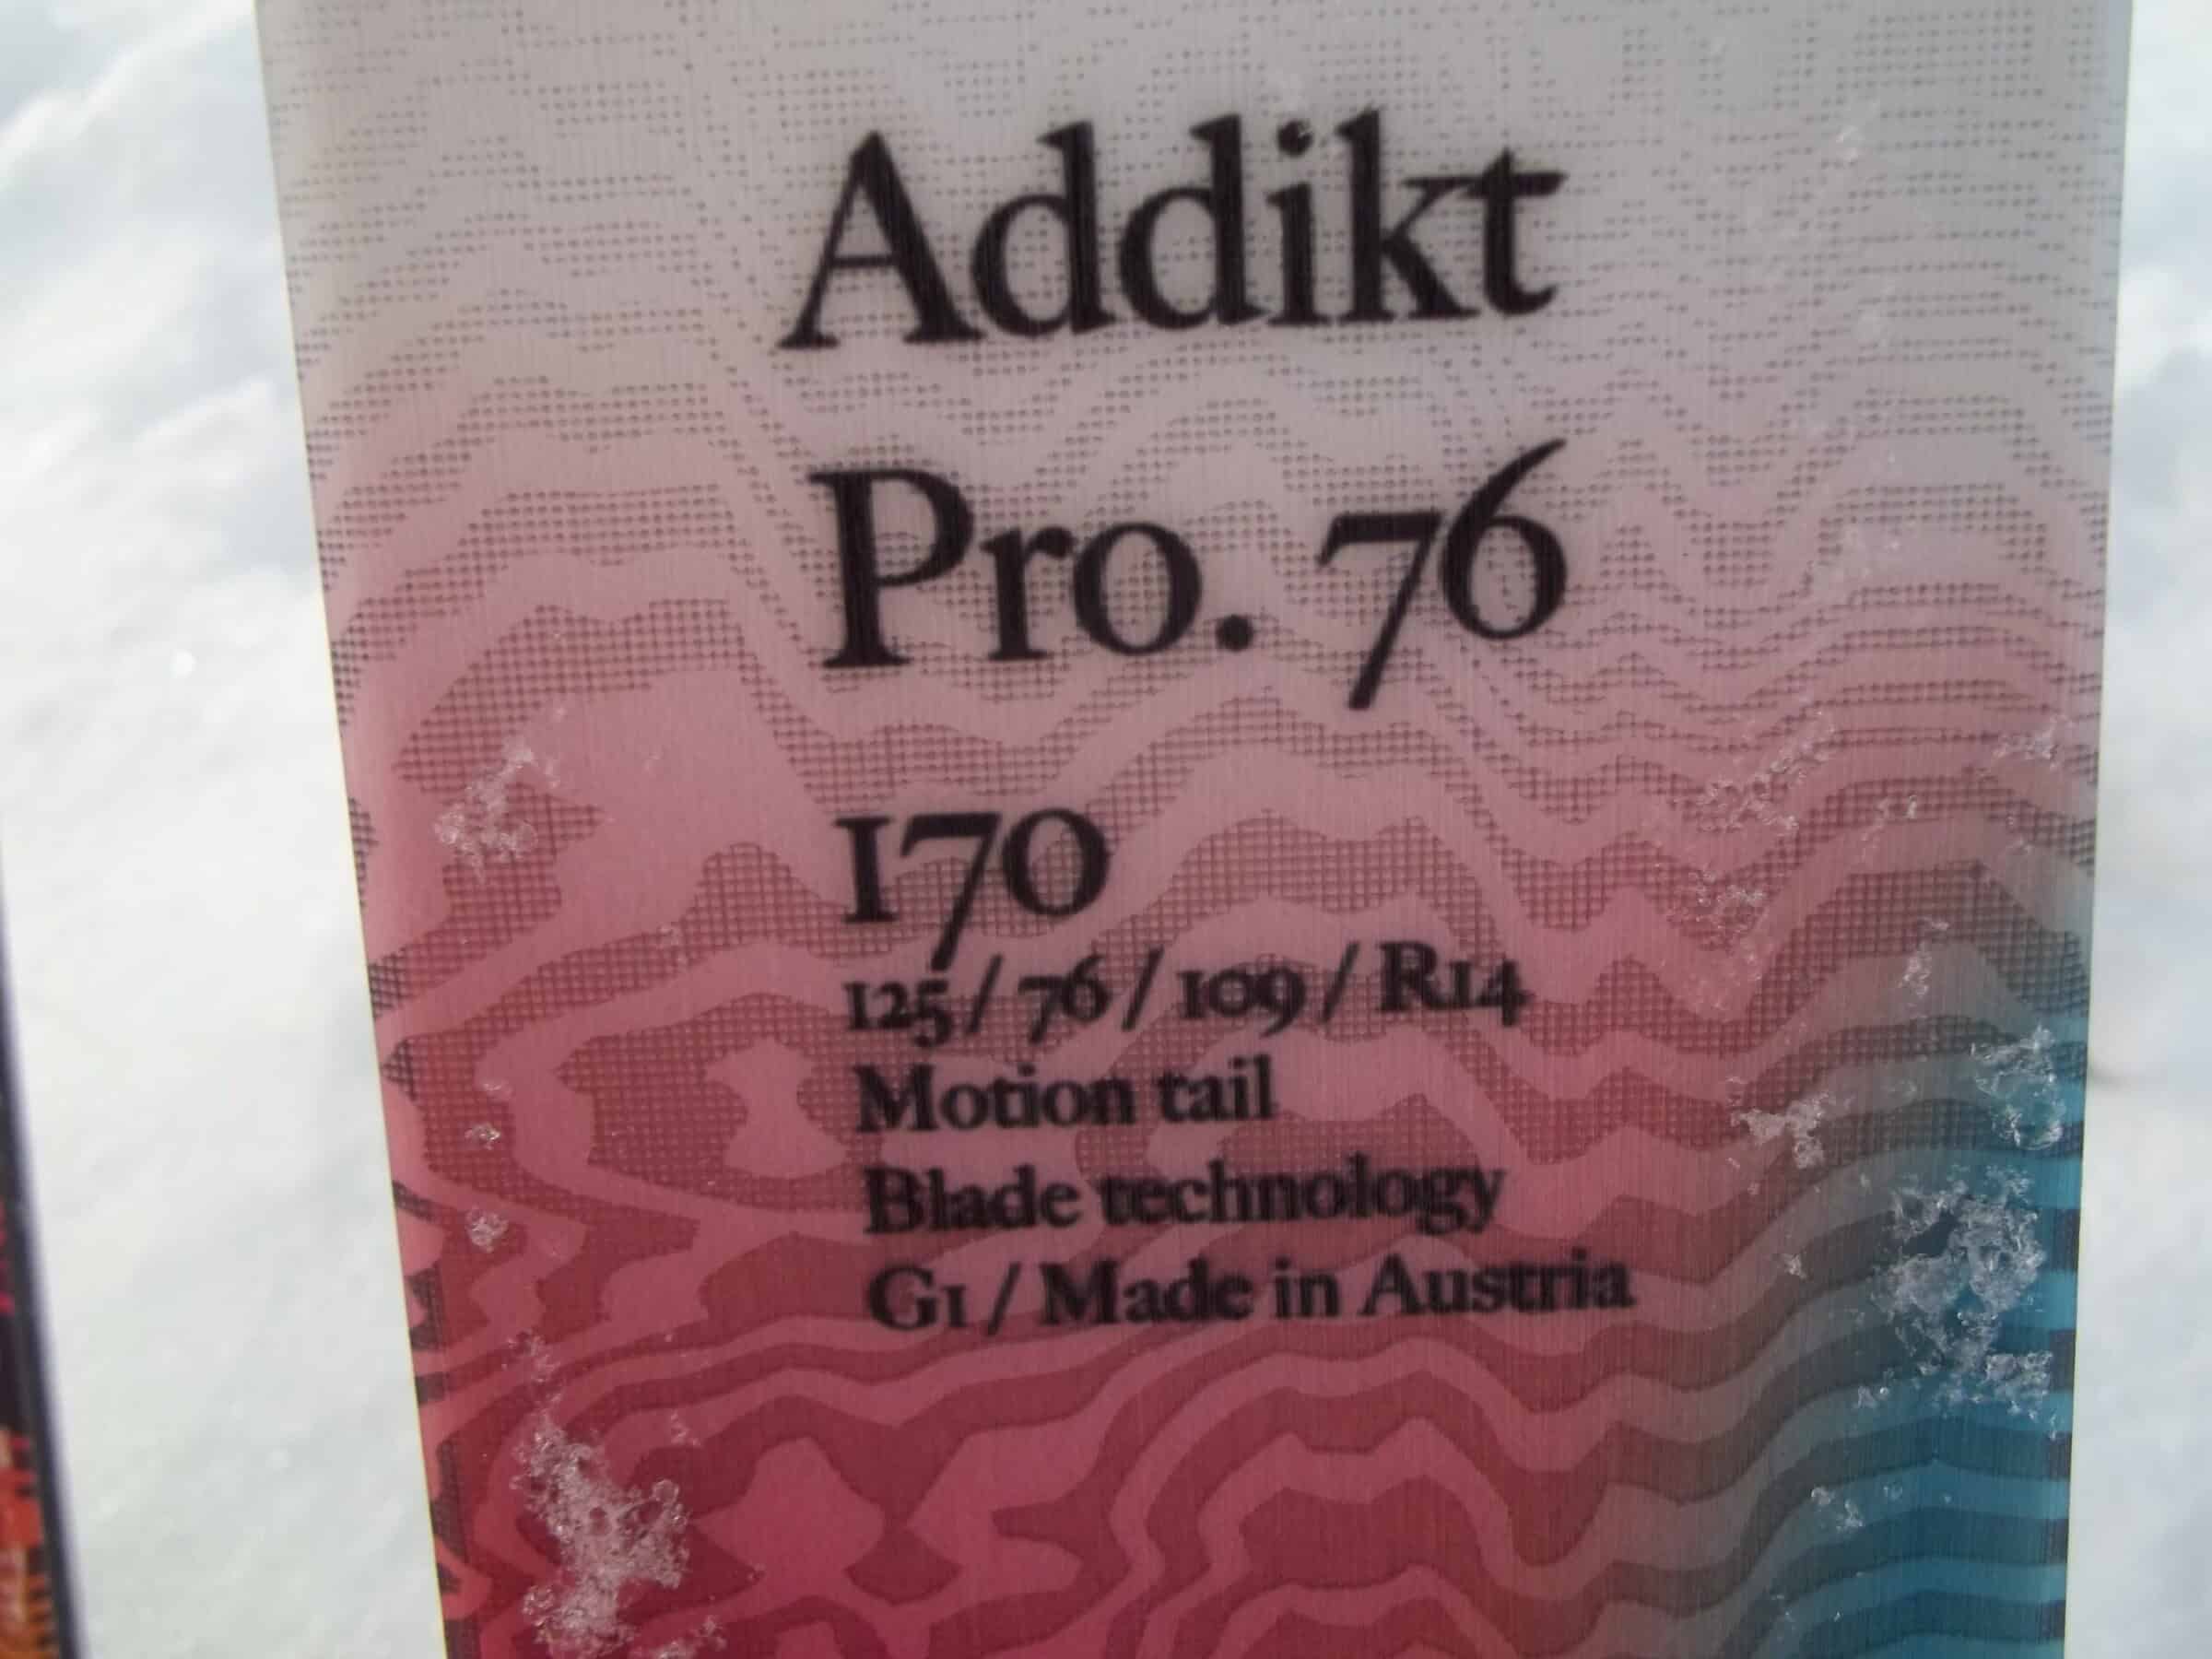 Addikt
Pro. 76
170
125 / 76 / 109 / R14
Motion tail
Blade technology
G1 / Made in Austria